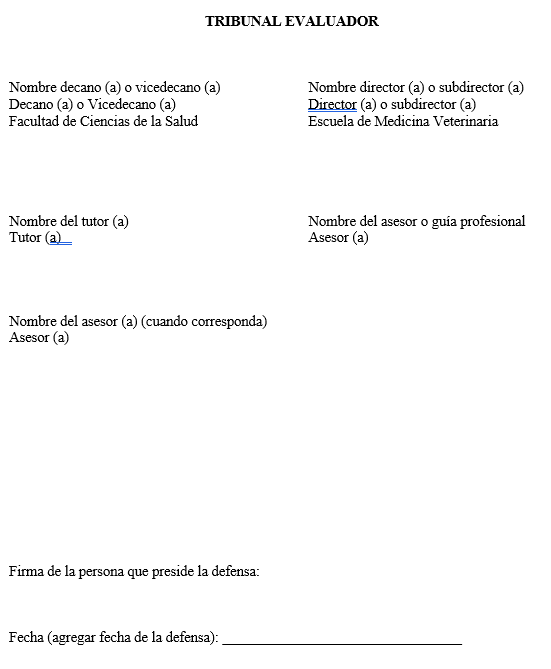 TRIBUNAL EVALUADOR
Nombre decano (a) o vicedecano (a)
Decano (a) o Vicedecano (a)
Facultad de Ciencias de la Salud
Nombre director (a) o subdirector (a)
Director (a) o subdirector (a)
Escuela de Medicina Veterinaria
Nombre del tutor (a)
Tutor (a)
Nombre del asesor o guía profesional
Asesor (a)
Nombre del asesor (a) (cuando corresponda)
Asesor (a)
Firma de la persona que preside la defensa:
Fecha (agregar fecha de la defensa): ___________________________________